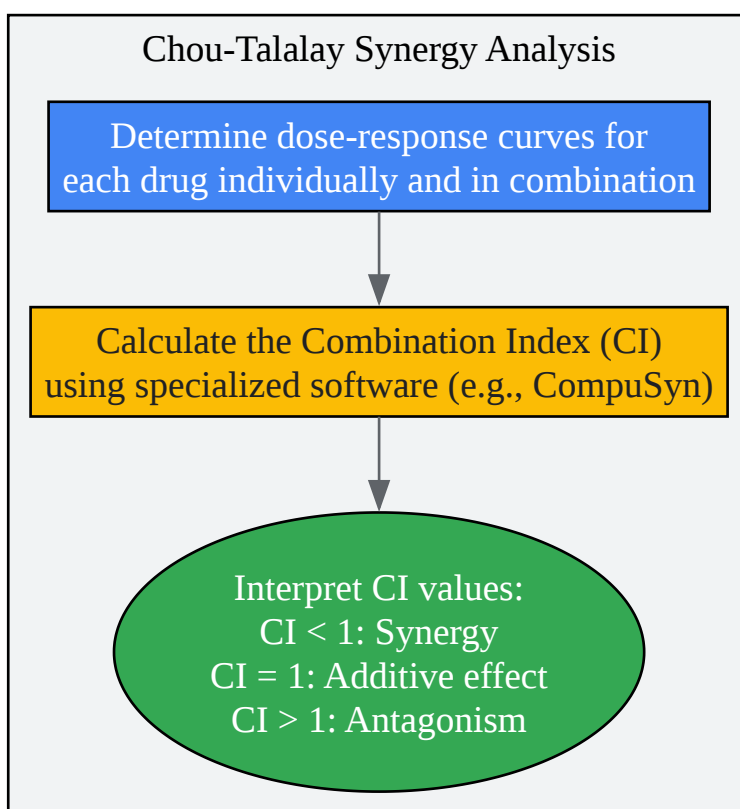 Chou-Talalay Synergy Analysis
Determine dose-response curves for
each drug individually and in combination
Calculate the Combination Index (CI)
using specialized software (e.g., CompuSyn)
Interpret CI values:
CI < 1: Synergy
CI = 1: Additive effect
CI > 1: Antagonism